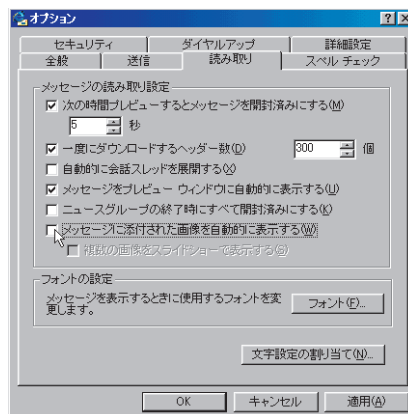 オプション
セキュリティ ダイヤルアップ 詳細設定
全般 送信 読み取り スペル チェック
メッセージの読み取り設定
次の時間プレビューするとメッセージを開封済みにする(M)
5 秒
一度にダウンロードするヘッダー数(D) 300 個
自動的に会話スレッドを展開する(X)
メッセージをプレビュー ウィンドウに自動的に表示する(U)
ニュースグループの終了時にすべて開封済みにする(K)
メッセージに添付された画像を自動的に表示する(W)
複数の画像をスライドショーで表示する(S)
フォントの設定
メッセージを表示するときに使用するフォントを変
更します。
フォント(F)...
文字設定の割り当て(N)...
OK キャンセル 適用(A)